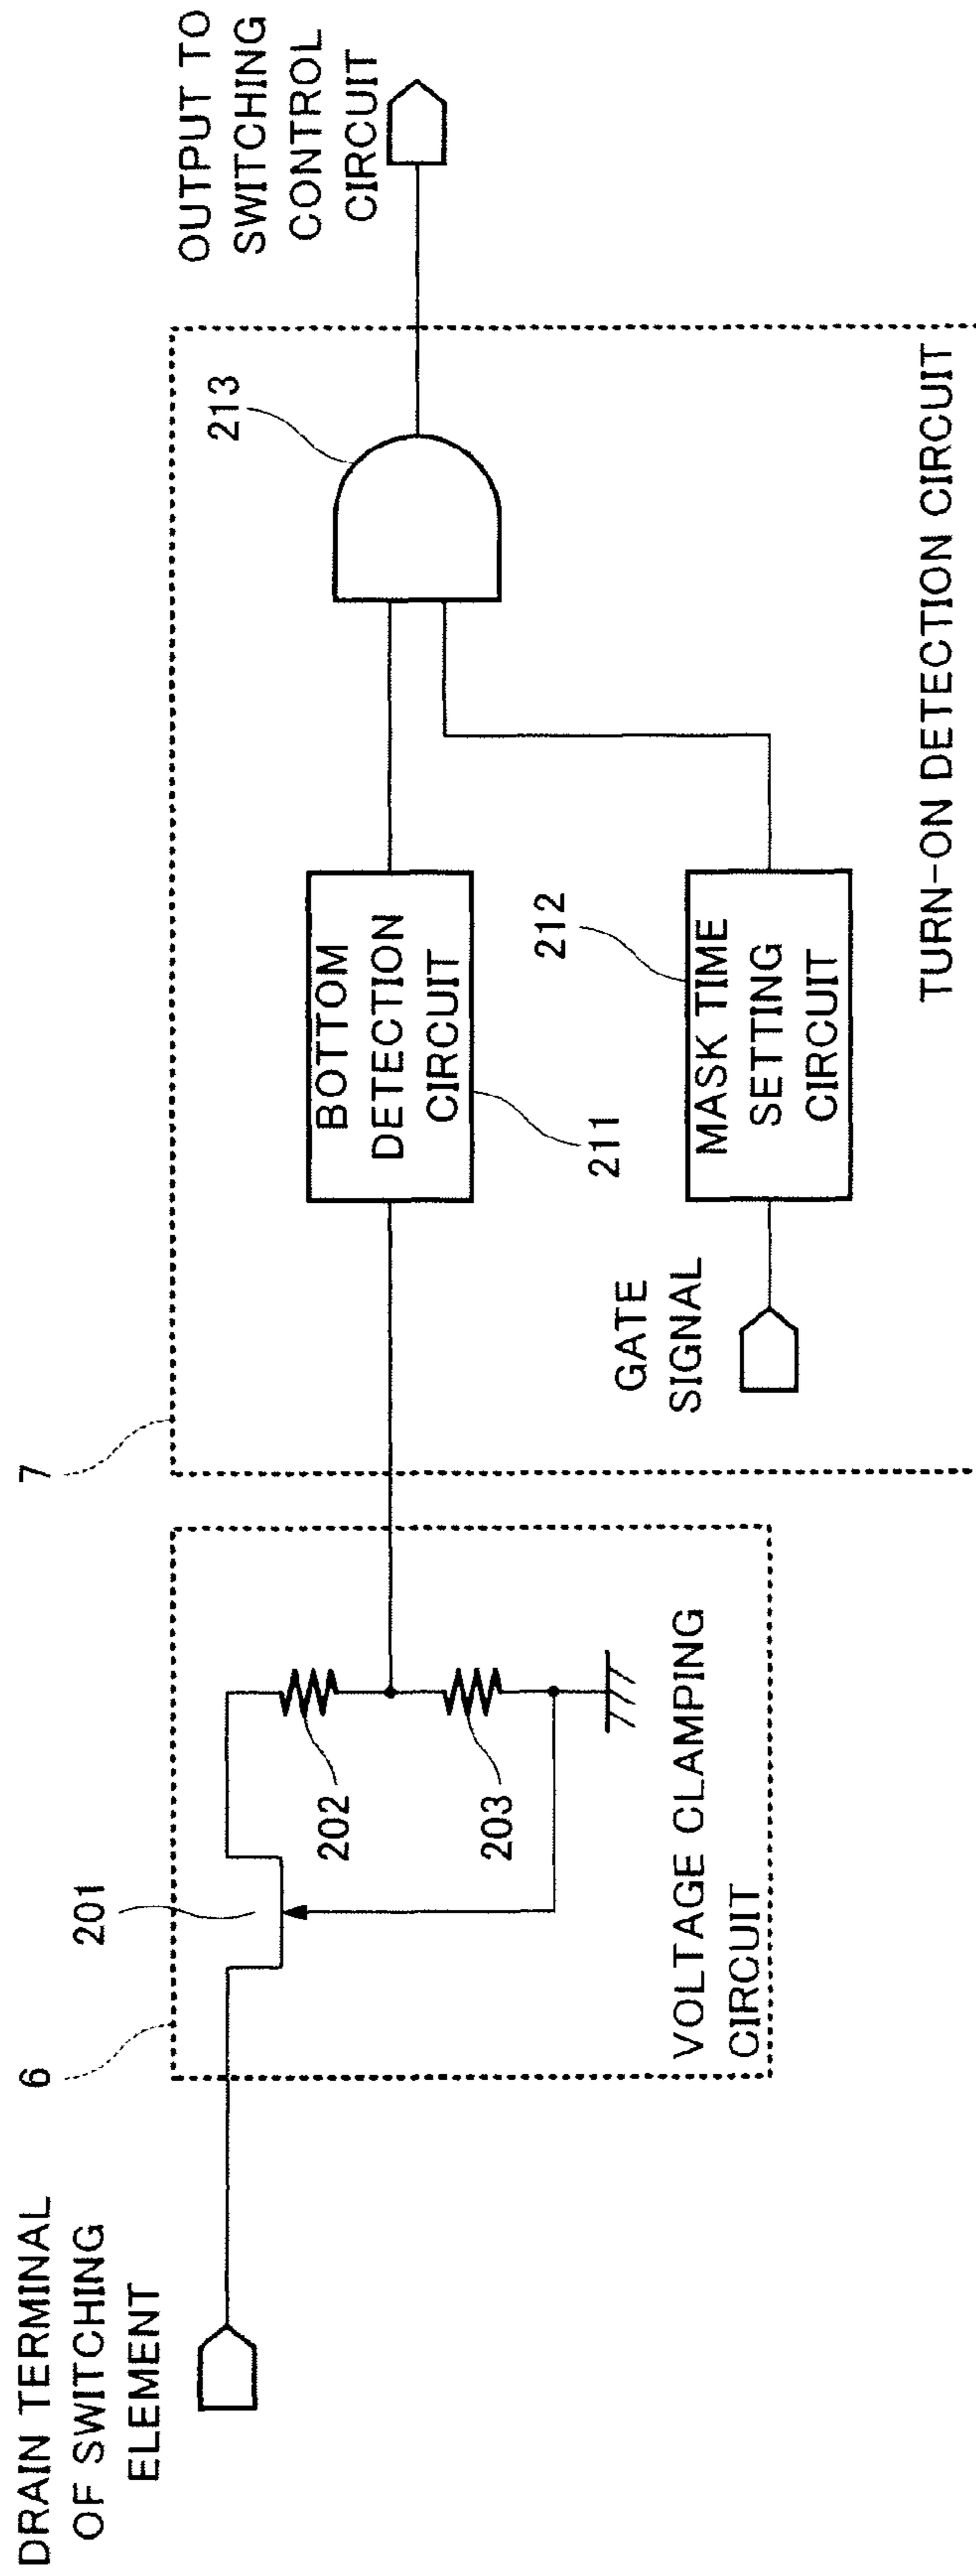 DRAIN TERMINAL
OF SWITCHING
ELEMENT
6
201
202
203
VOLTAGE CLAMPING
CIRCUIT
7
BOTTOM
DETECTION
CIRCUIT
211
GATE
SIGNAL
212
MASK TIME
SETTING
CIRCUIT
213
TURN-ON DETECTION CIRCUIT
OUTPUT TO
SWITCHING
CONTROL
CIRCUIT